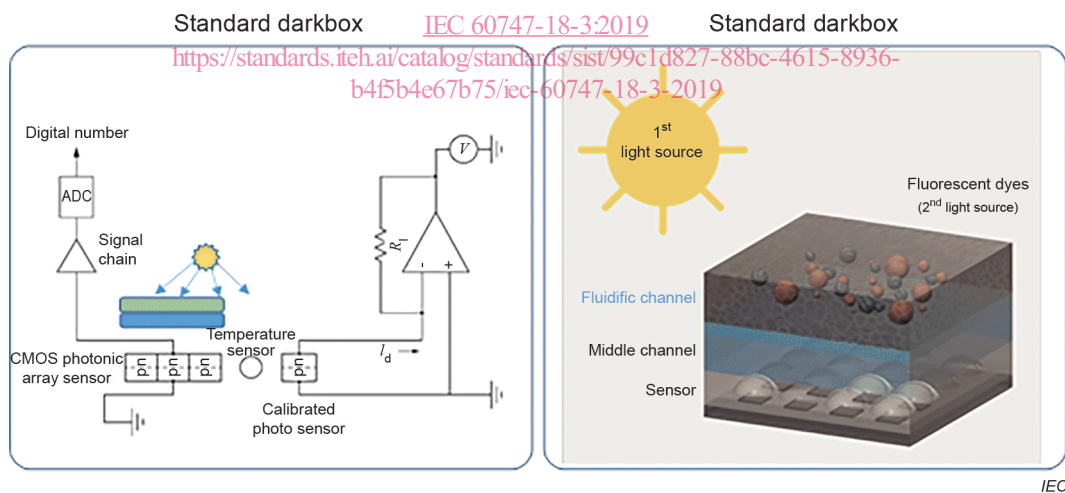 Standard darkbox
IEC 60747-18-3:2019
Standard darkbox
https://standards.iteh.ai/catalog/standards/sist/99c1d827-88bc-4615-8936-
b4f5b4e67b75/iec-60747-18-3-2019
Digital number
ADC
Signal
chain
CMOS photonic
array sensor
pn
pn
pn
Temperature
sensor
pn
Calibrated
photo sensor
Id
Rl
-
+
V
1st
light source
Fluorescent dyes
(2nd light source)
Fluidific channel
Middle channel
Sensor
IEC